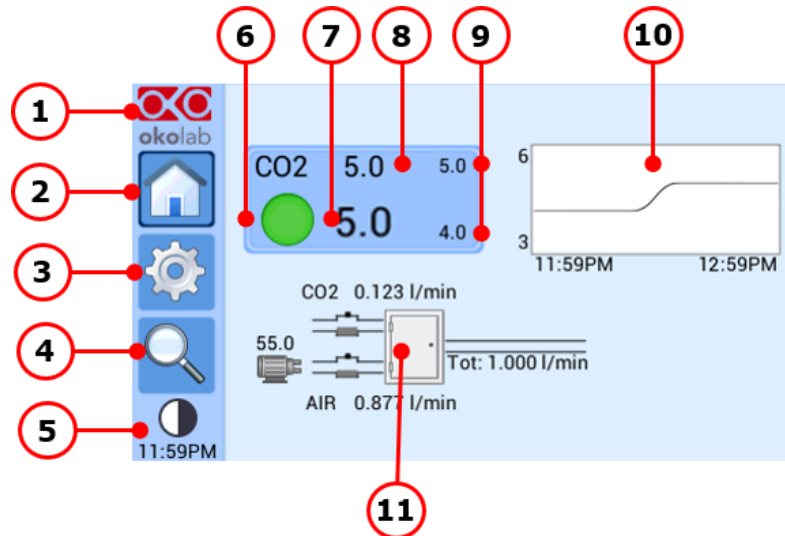 6 7 8 9 10
1
okolab
2
3
4
5
11:59PM
CO2 5.0 5.0
5.0 4.0
6
3
11:59PM 12:59PM
CO2 0.123 l/min
55.0
Tot: 1.000 l/min
AIR 0.877 l/min
11